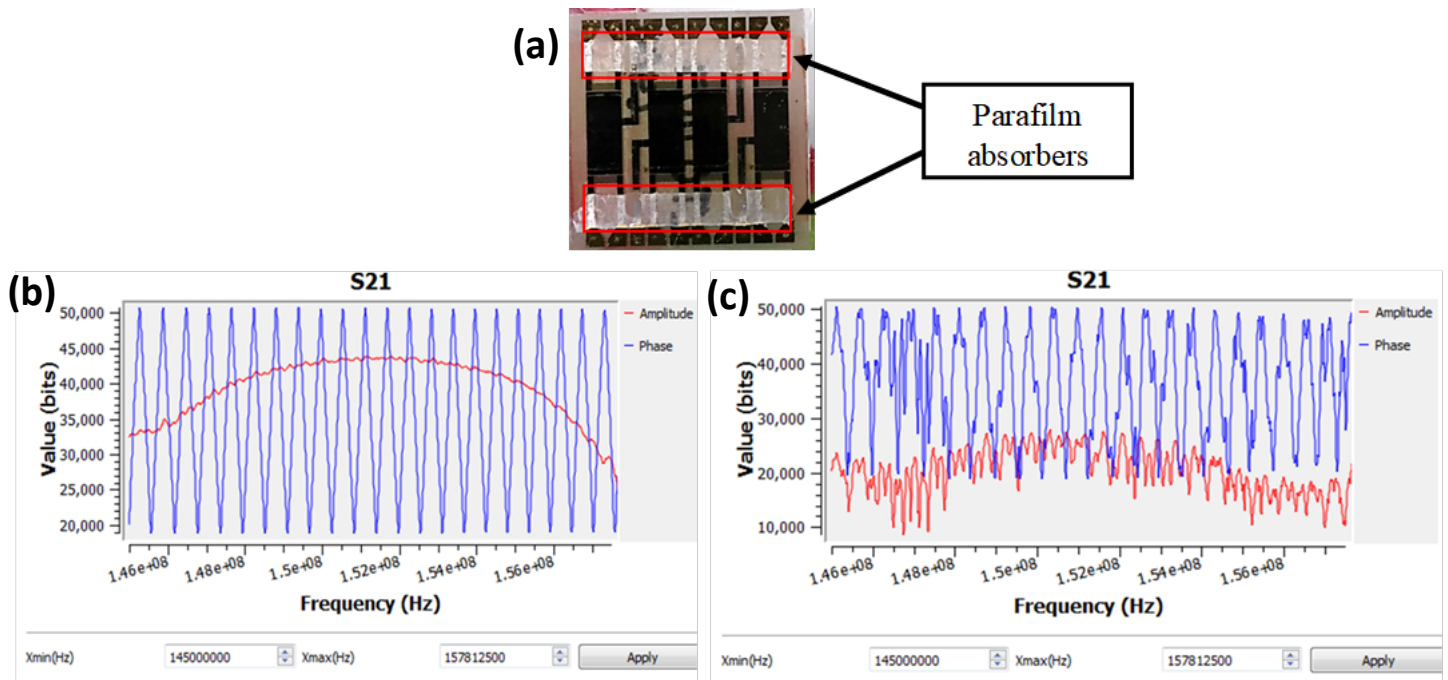 (a)
Parafilm
absorbers
(b)
S21
50,000
45,000
40,000
35,000
30,000
25,000
20,000
Value (bits)
Amplitude
Phase
1.46e+08 1.48e+08 1.5e+08 1.52e+08 1.54e+08 1.56e+08
Frequency (Hz)
Xmin(Hz) 145000000 Xmax(Hz) 157812500 Apply
(c)
S21
50,000
40,000
30,000
20,000
10,000
Value (bits)
Amplitude
Phase
1.46e+08 1.48e+08 1.5e+08 1.52e+08 1.54e+08 1.56e+08
Frequency (Hz)
Xmin(Hz) 145000000 Xmax(Hz) 157812500 Apply